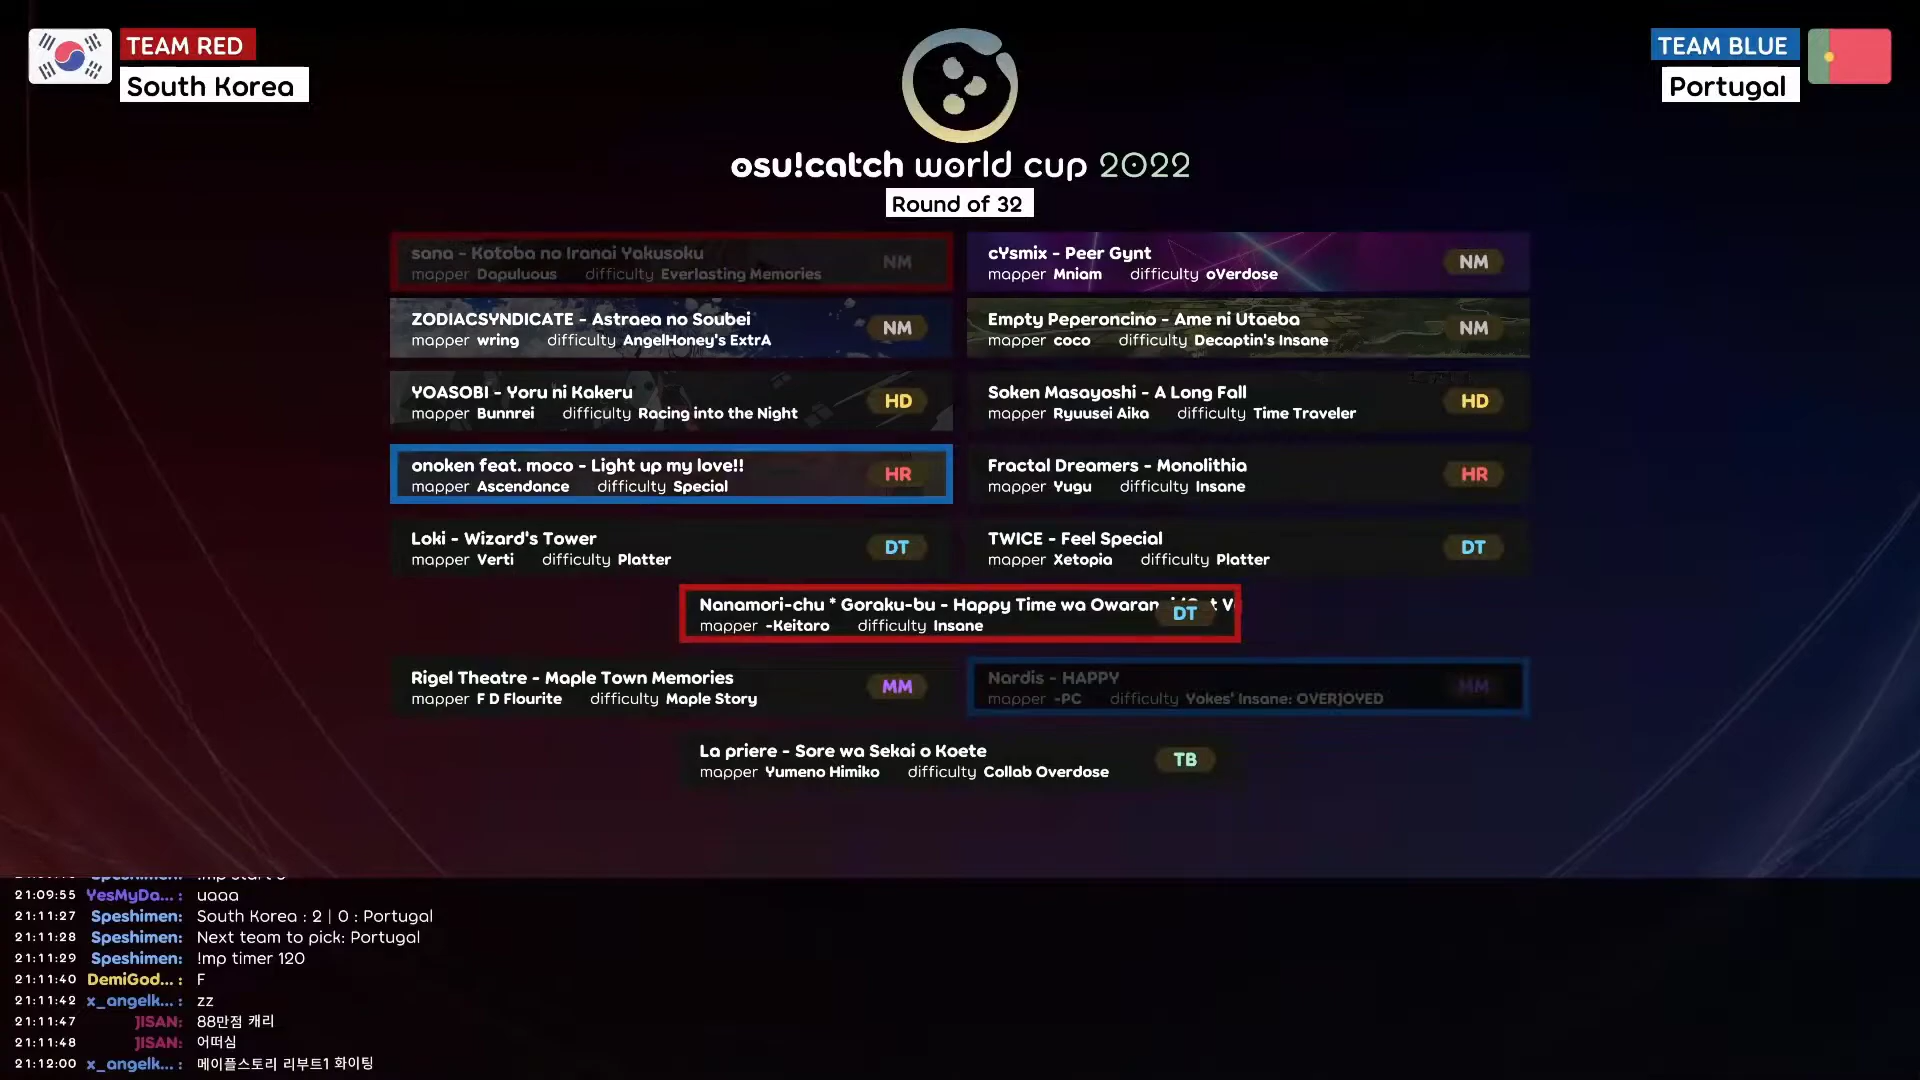 TEAM RED
South Korea
TEAM BLUE
Portugal
osu!catch world cup 2022
Round of 32
sana - Kotoba no Iranai Yakusoku
mapper Dapuluous difficulty Everlasting Memories
NM
cYsmix - Peer Gynt
mapper Mniam difficulty oVerdose
NM
ZODIACSYNDICATE - Astraea no Soubei
mapper wring difficulty AngelHoney's ExtrA
NM
Empty Peperoncino - Ame ni Utaeba
mapper coco difficulty Decaptin's Insane
NM
YOASOBI - Yoru ni Kakeru
mapper Bunnrei difficulty Racing into the Night
HD
Soken Masayoshi - A Long Fall
mapper Ryuusei Aika difficulty Time Traveler
HD
onoken feat. moco - Light up my love!!
mapper Ascendance difficulty Special
HR
Fractal Dreamers - Monolithia
mapper Yugu difficulty Insane
HR
Loki - Wizard's Tower
mapper Verti difficulty Platter
DT
TWICE - Feel Special
mapper Xetopia difficulty Platter
DT
Nanamori-chu * Goraku-bu - Happy Time wa
mapper -Keitaro difficulty Insane
DT
Rigel Theatre - Maple Town Memories
mapper F D Flourite difficulty Maple Story
MM
Nardis - HAPPY
mapper -PC difficulty Yokes' Insane: OVERJOYED
MM
La priere - Sore wa Sekai o Koete
mapper Yumeno Himiko difficulty Collab Overdose
TB
21:09:55 YesMyDa... : uaaa
21:11:27 Speshimen: South Korea : 2 | 0 : Portugal
21:11:28 Speshimen: Next team to pick: Portugal
21:11:29 Speshimen: !mp timer 120
21:11:40 DemiGod... : F
21:11:42 x_angelk... : zz
21:11:47 JISAN: 88만점 캐리
21:11:48 JISAN: 어떠심
21:12:00 x_angelk... : 메이플스토리 리부트1 화이팅